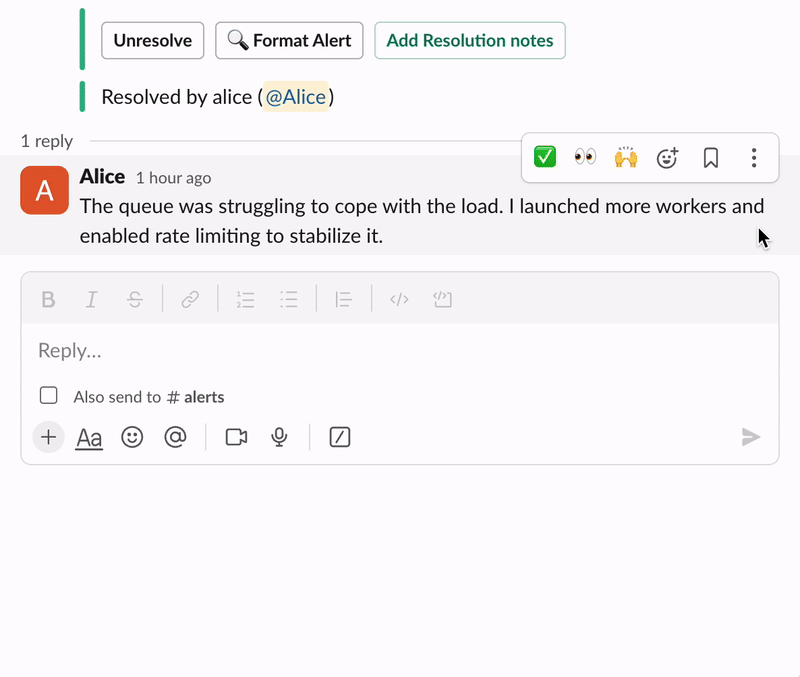 Unresolve 🔍 Format Alert Add Resolution notes
Resolved by alice (@Alice)
1 reply
A
Alice 1 hour ago
The queue was struggling to cope with the load. I launched more workers and
enabled rate limiting to stabilize it.
Reply...
Also send to # alerts
Aa